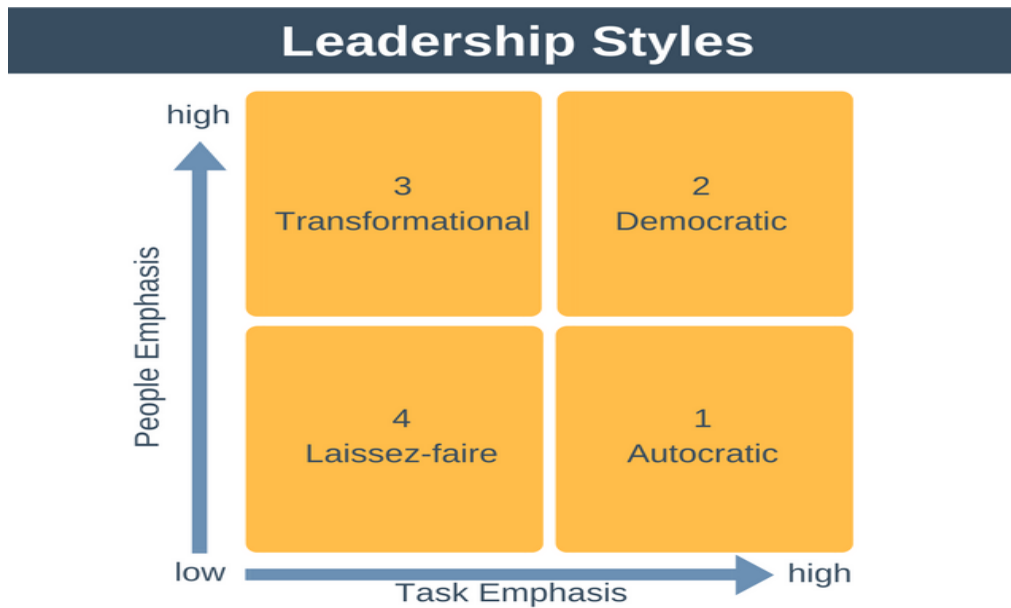 Leadership Styles
high
3
Transformational
2
Democratic
People Emphasis
4
Laissez-faire
1
Autocratic
low
high
Task Emphasis